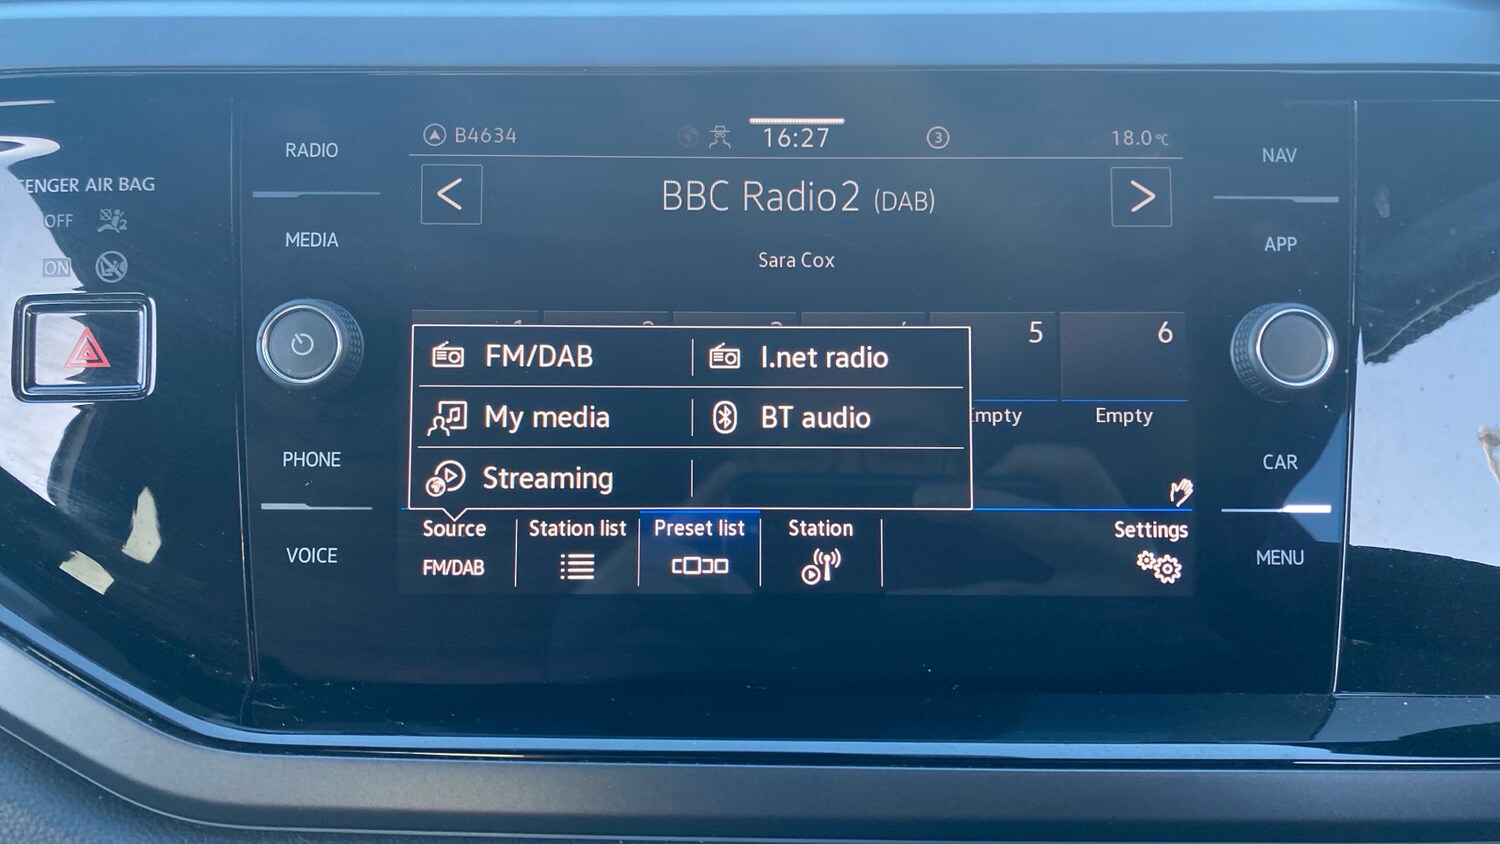 B4634
16:27
3
18.0°C
RADIO
MEDIA
PHONE
VOICE
ENGER AIR BAG
OFF
ON
BBC Radio2 (DAB)
Sara Cox
5
6
FM/DAB
I.net radio
My media
BT audio
Streaming
Empty
Empty
Source
FM/DAB
Station list
Preset list
Station
Settings
NAV
APP
CAR
MENU